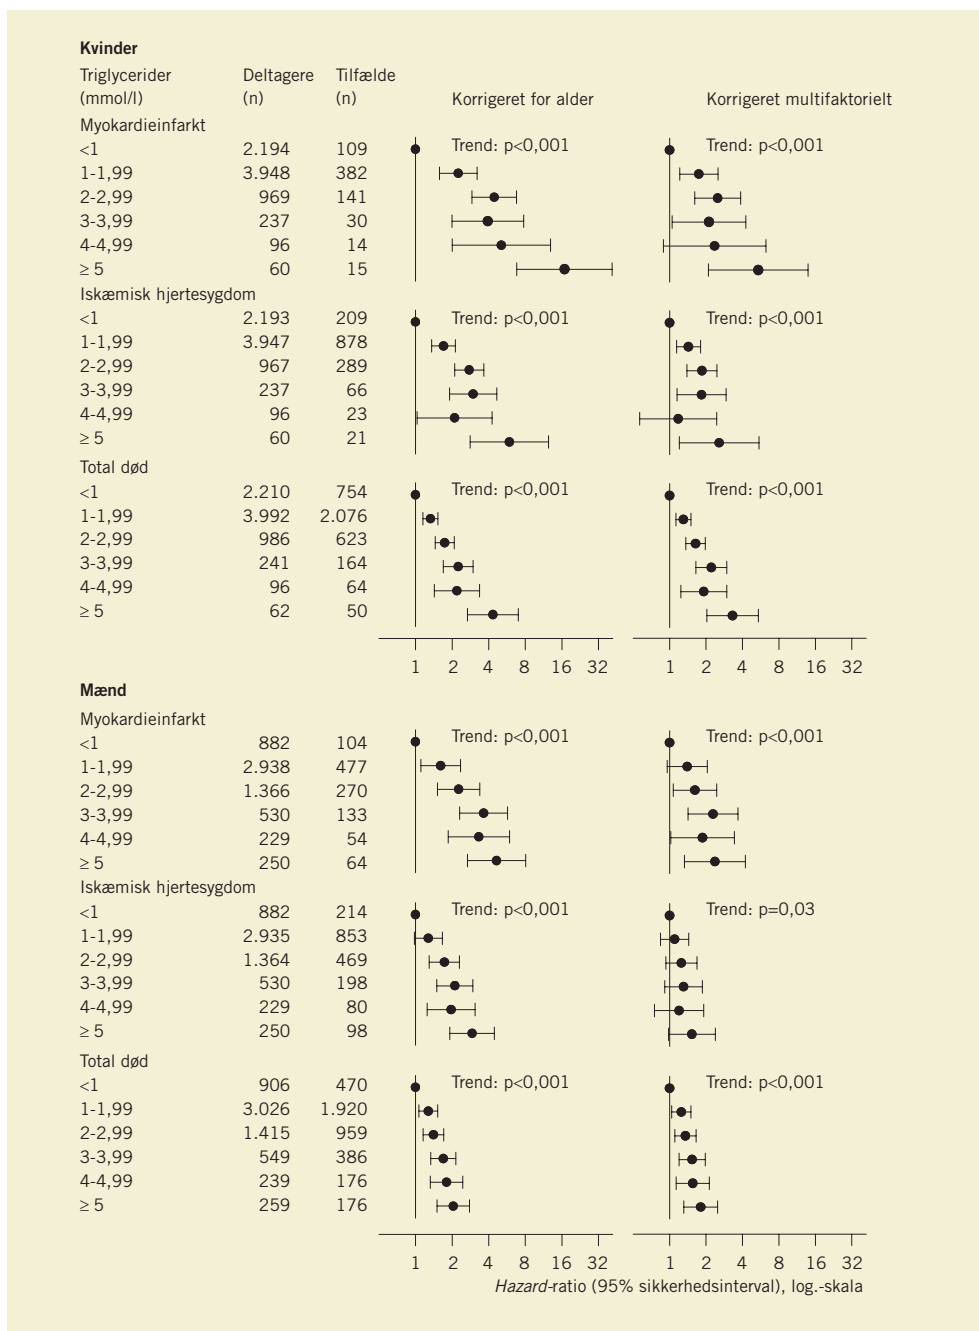 Kvinder
Triglycerider Deltagere Tilfælde
(mmol/l) (n) (n) Korrigeret for alder Korrigeret multifaktorielt
Myokardieinfarkt
<1 2.194 109 Trend: p<0,001 Trend: p<0,001
1-1,99 3.948 382
2-2,99 969 141
3-3,99 237 30
4-4,99 96 14
≥ 5 60 15
Iskæmisk hjertesygdom
<1 2.193 209 Trend: p<0,001 Trend: p<0,001
1-1,99 3.947 878
2-2,99 967 289
3-3,99 237 66
4-4,99 96 23
≥ 5 60 21
Total død
<1 2.210 754 Trend: p<0,001 Trend: p<0,001
1-1,99 3.992 2.076
2-2,99 986 623
3-3,99 241 164
4-4,99 96 64
≥ 5 62 50
1 2 4 8 16 32 1 2 4 8 16 32
Mænd
Myokardieinfarkt
<1 882 104 Trend: p<0,001 Trend: p<0,001
1-1,99 2.938 477
2-2,99 1.366 270
3-3,99 530 133
4-4,99 229 54
≥ 5 250 64
Iskæmisk hjertesygdom
<1 882 214 Trend: p<0,001 Trend: p=0,03
1-1,99 2.935 853
2-2,99 1.364 469
3-3,99 530 198
4-4,99 229 80
≥ 5 250 98
Total død
<1 906 470 Trend: p<0,001 Trend: p<0,001
1-1,99 3.026 1.920
2-2,99 1.415 959
3-3,99 549 386
4-4,99 239 176
≥ 5 259 176
1 2 4 8 16 32 1 2 4 8 16 32
Hazard-ratio (95% sikkerhedsinterval), log.-skala